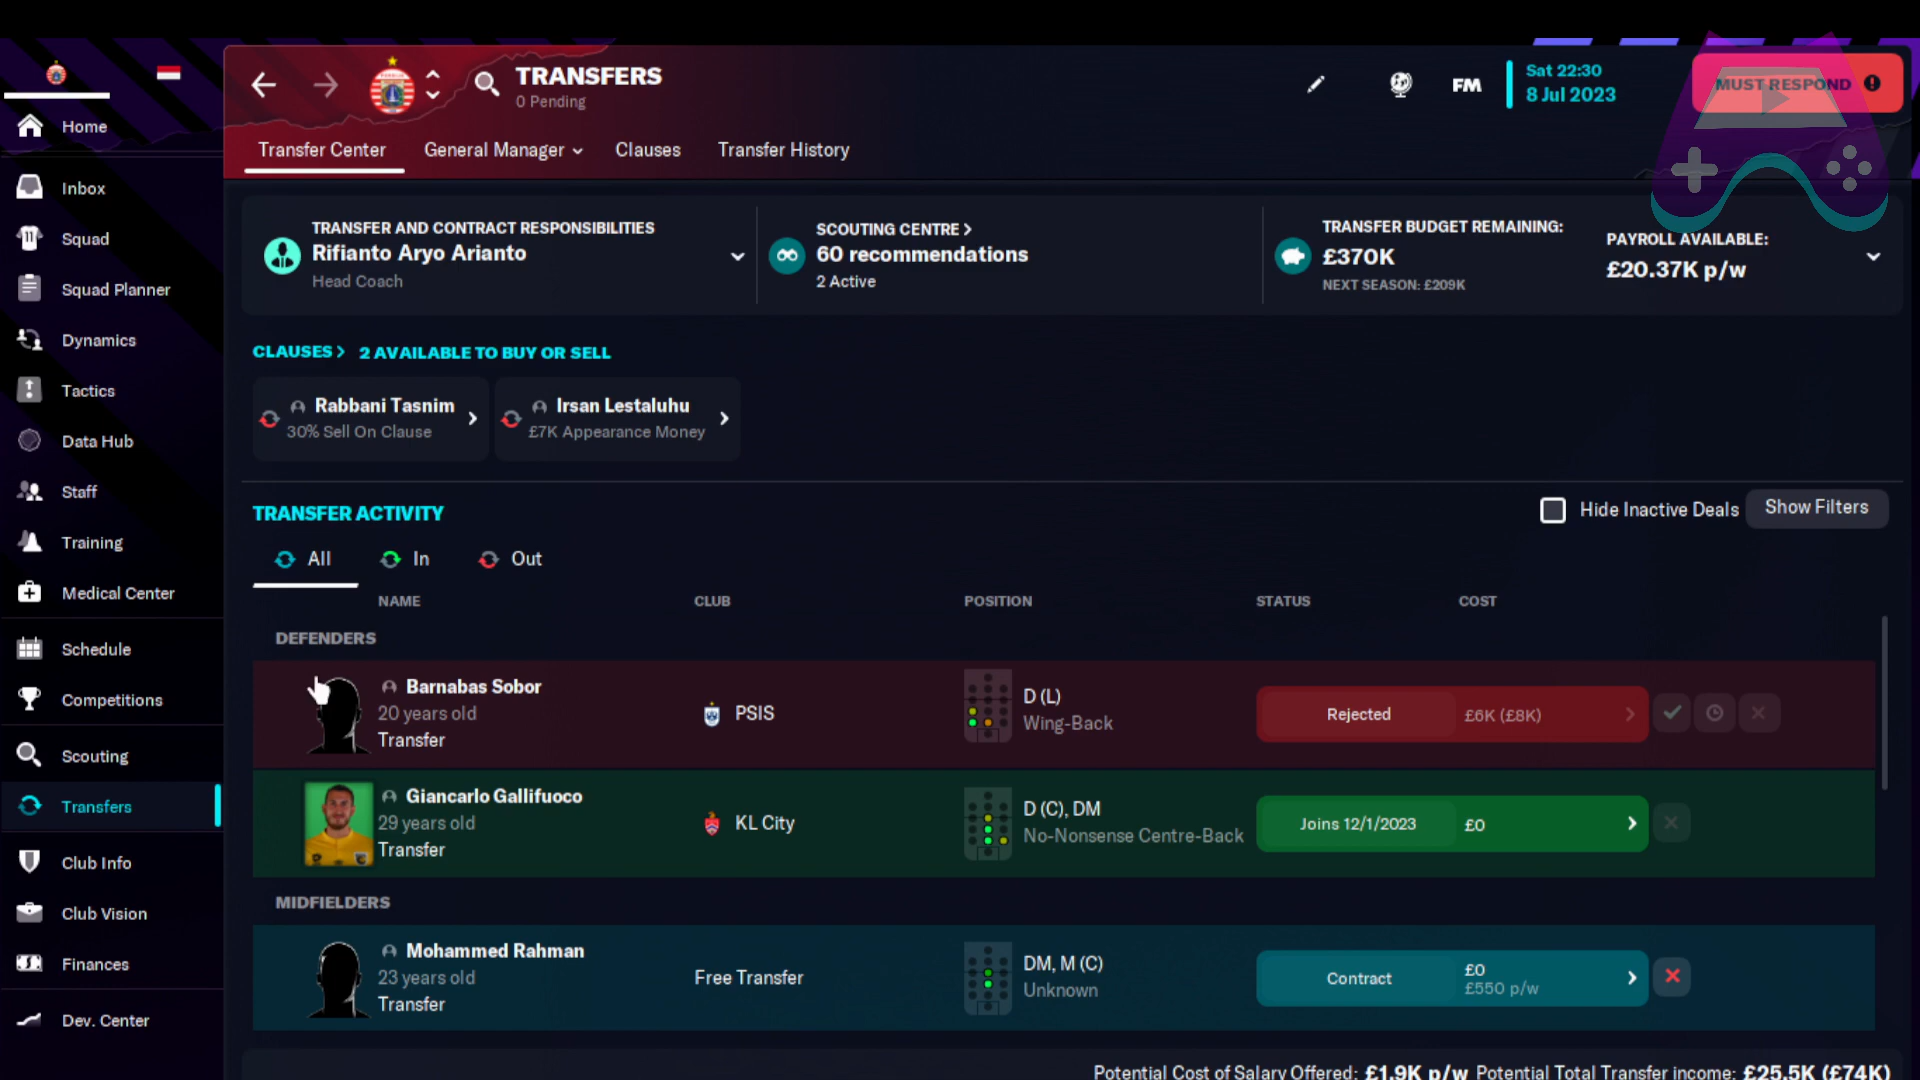 TRANSFERS
0 Pending
FM
Sat 22:30
8 Jul 2023
MUST RESPOND
Home
Inbox
Squad
Squad Planner
Dynamics
Tactics
Data Hub
Staff
Training
Medical Center
Schedule
Competitions
Scouting
Transfers
Club Info
Club Vision
Finances
Dev. Center
Transfer Center
General Manager
Clauses
Transfer History
TRANSFER AND CONTRACT RESPONSIBILITIES
Rifianto Aryo Arianto
Head Coach
SCOUTING CENTRE >
60 recommendations
2 Active
TRANSFER BUDGET REMAINING:
£370K
NEXT SEASON: £209K
PAYROLL AVAILABLE:
£20.37K p/w
CLAUSES > 2 AVAILABLE TO BUY OR SELL
Rabbani Tasnim
30% Sell On Clause
Irsan Lestaluhu
£7K Appearance Money
TRANSFER ACTIVITY
Hide Inactive Deals
Show Filters
All
In
Out
NAME CLUB POSITION STATUS COST
DEFENDERS
Barnabas Sobor
20 years old
Transfer
PSIS
D (L)
Wing-Back
Rejected
£6K (£8K)
Giancarlo Gallifuoco
29 years old
Transfer
KL City
D (C), DM
No-Nonsense Centre-Back
Joins 12/1/2023
£0
MIDFIELDERS
Mohammed Rahman
23 years old
Transfer
Free Transfer
DM, M (C)
Unknown
Contract
£0
£550 p/w
Potential Cost of Salary Offered: £1.9K p/w Potential Total Transfer income: £25.5K (£74K)